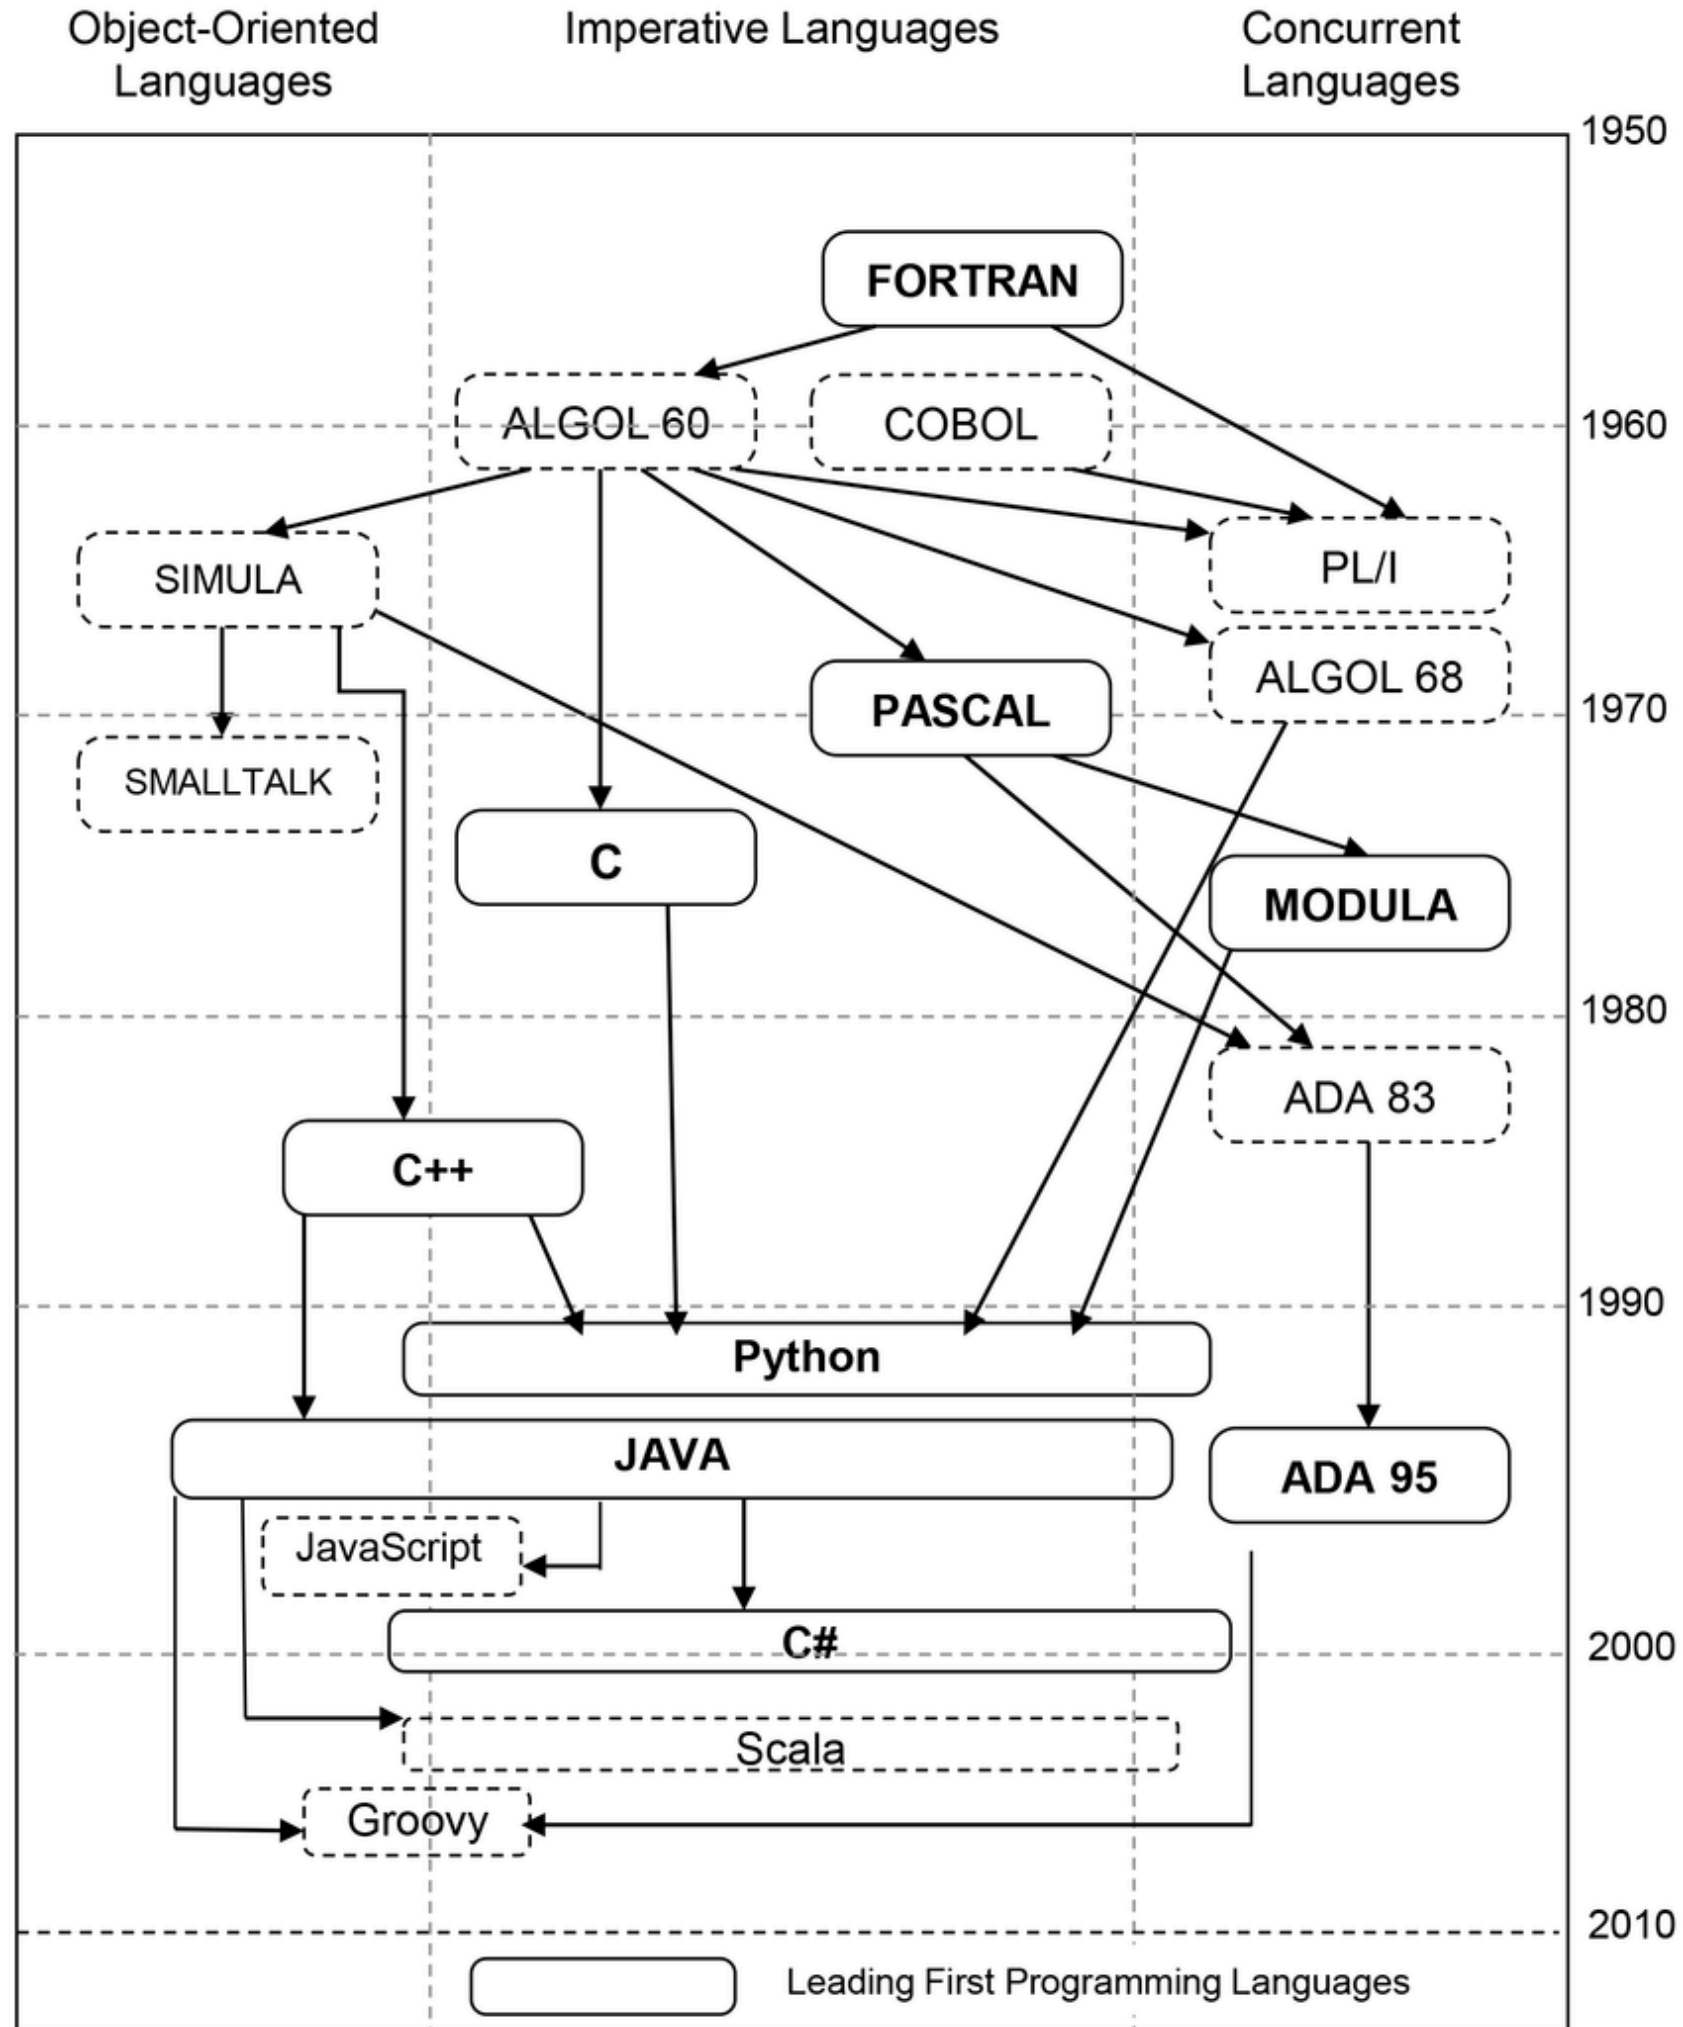 Object-Oriented
Languages
Imperative Languages
Concurrent
Languages
1950
FORTRAN
ALGOL 60
COBOL
1960
SIMULA
PL/I
ALGOL 68
PASCAL
1970
SMALLTALK
C
MODULA
1980
ADA 83
C++
1990
Python
JAVA
ADA 95
JavaScript
C#
2000
Scala
Groovy
2010
Leading First Programming Languages